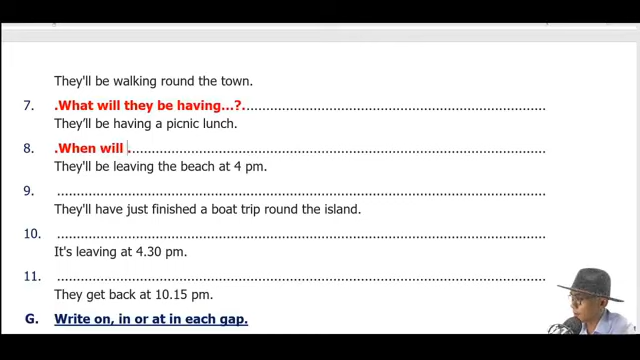 They'll be walking round the town.
7. .What will they be having...?..............................................................................
They'll be having a picnic lunch.
8. .When will ...........................................................................................................
They'll be leaving the beach at 4 pm.
9. ..............................................................................................................................
They'll have just finished a boat trip round the island.
10. ..............................................................................................................................
It's leaving at 4.30 pm.
11. ..............................................................................................................................
They get back at 10.15 pm.
G. Write on, in or at in each gap.